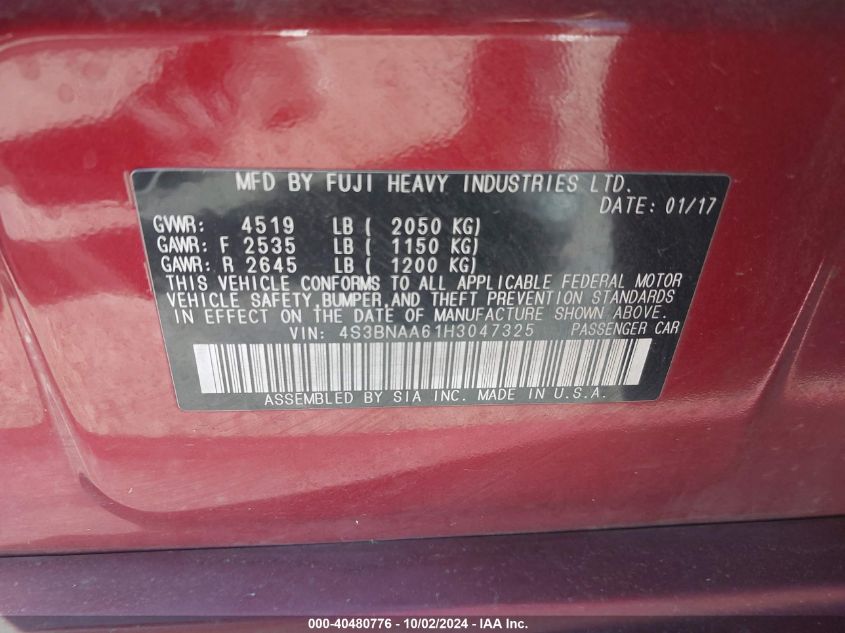 MFD BY FUJI HEAVY INDUSTRIES LTD.
DATE: 01/17
GVWR: 4519 LB ( 2050 KG)
GAWR: F 2535 LB ( 1150 KG)
GAWR: R 2645 LB ( 1200 KG)
THIS VEHICLE CONFORMS TO ALL APPLICABLE FEDERAL MOTOR
VEHICLE SAFETY, BUMPER, AND THEFT PREVENTION STANDARDS
IN EFFECT ON THE DATE OF MANUFACTURE SHOWN ABOVE.
VIN: 4S3BNAA61H3047325 PASSENGER CAR
ASSEMBLED BY SIA INC. MADE IN U.S.A.
000-40480776 - 10/02/2024 - IAA Inc.